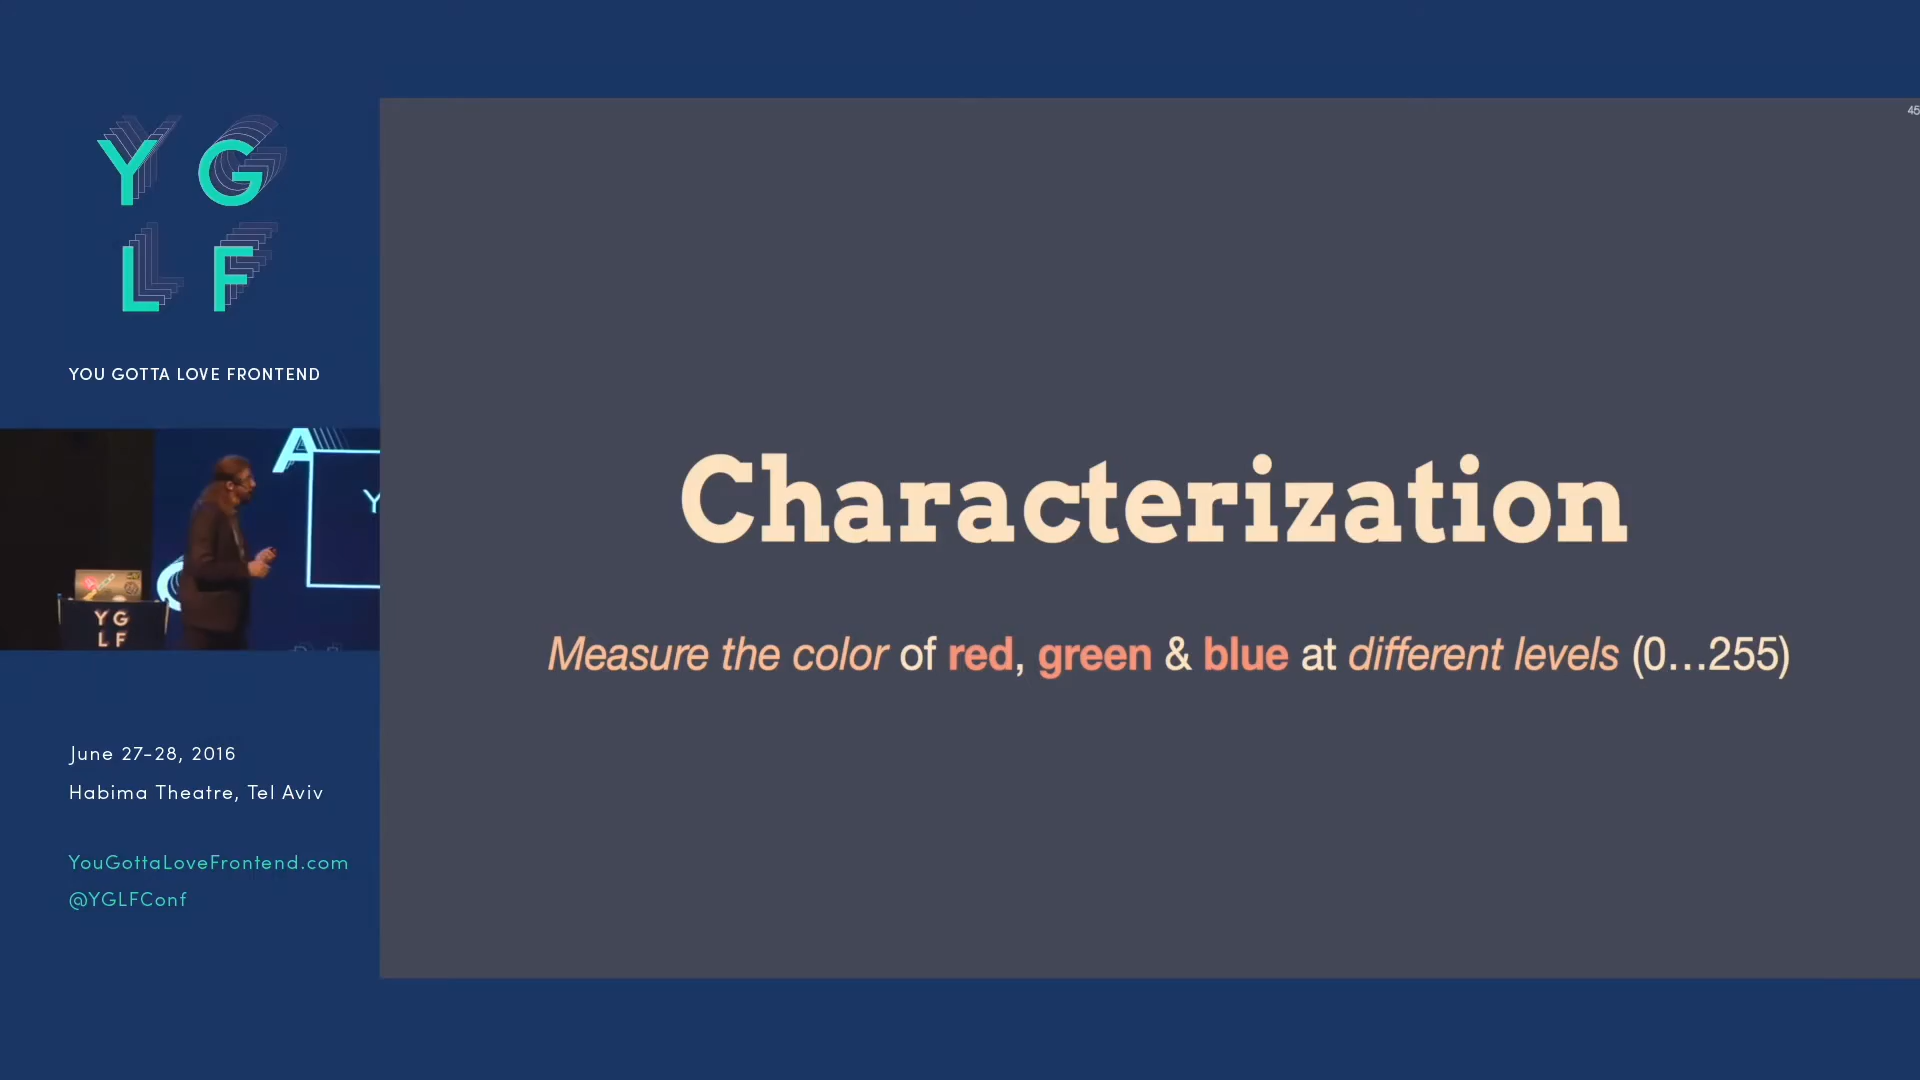 Y G
L F
YOU GOTTA LOVE FRONTEND
A
Y
Y G
L F
June 27-28, 2016
Habima Theatre, Tel Aviv
YouGottaLoveFrontend.com
@YGLFConf
45
Characterization
Measure the color of red, green & blue at different levels (0...255)